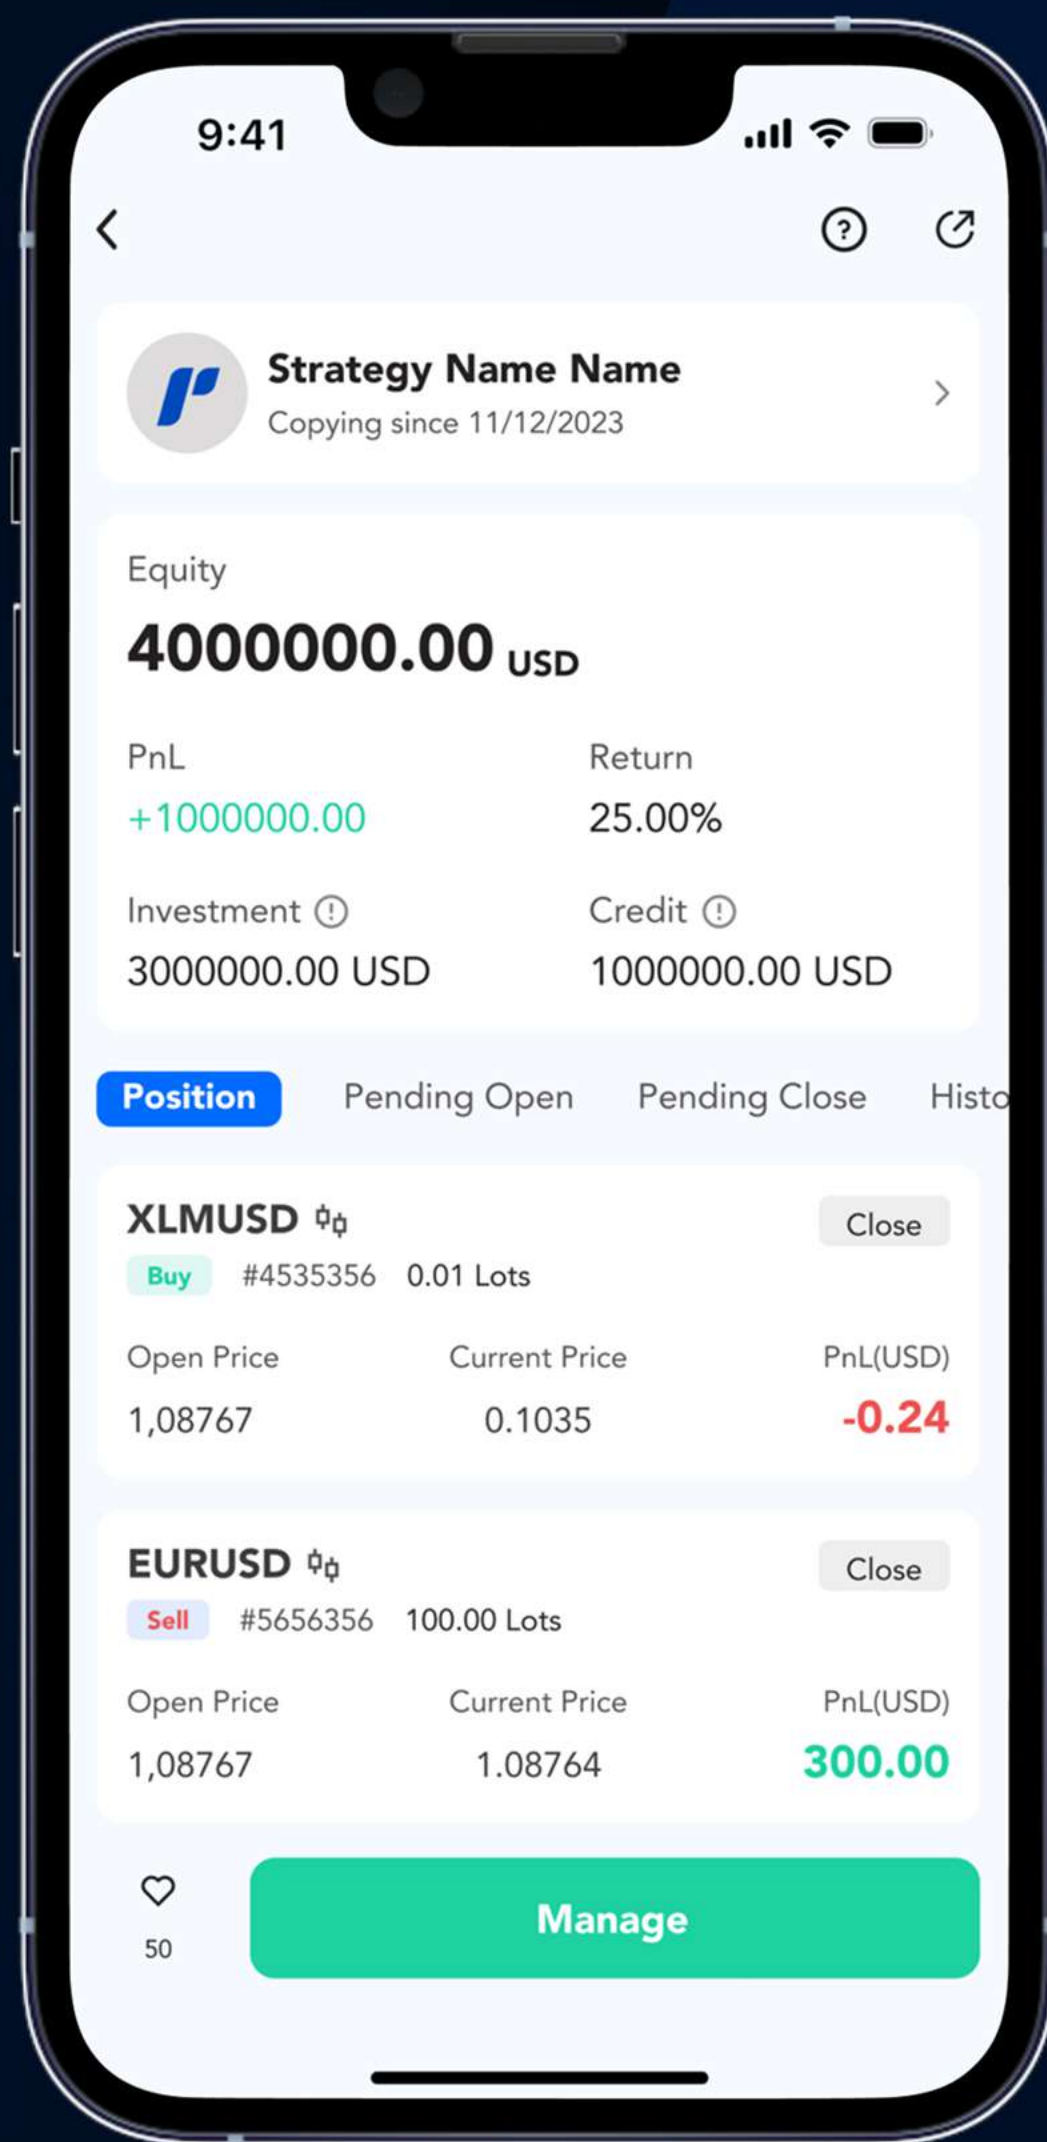 9:41
Strategy Name Name
Copying since 11/12/2023
Equity
4000000.00 USD
PnL Return
+1000000.00 25.00%
Investment Credit
3000000.00 USD 1000000.00 USD
Position Pending Open Pending Close Histo
XLMUSD Close
Buy #4535356 0.01 Lots
Open Price Current Price PnL(USD)
1,08767 0.1035 -0.24
EURUSD Close
Sell #5656356 100.00 Lots
Open Price Current Price PnL(USD)
1,08767 1.08764 300.00
Manage
50